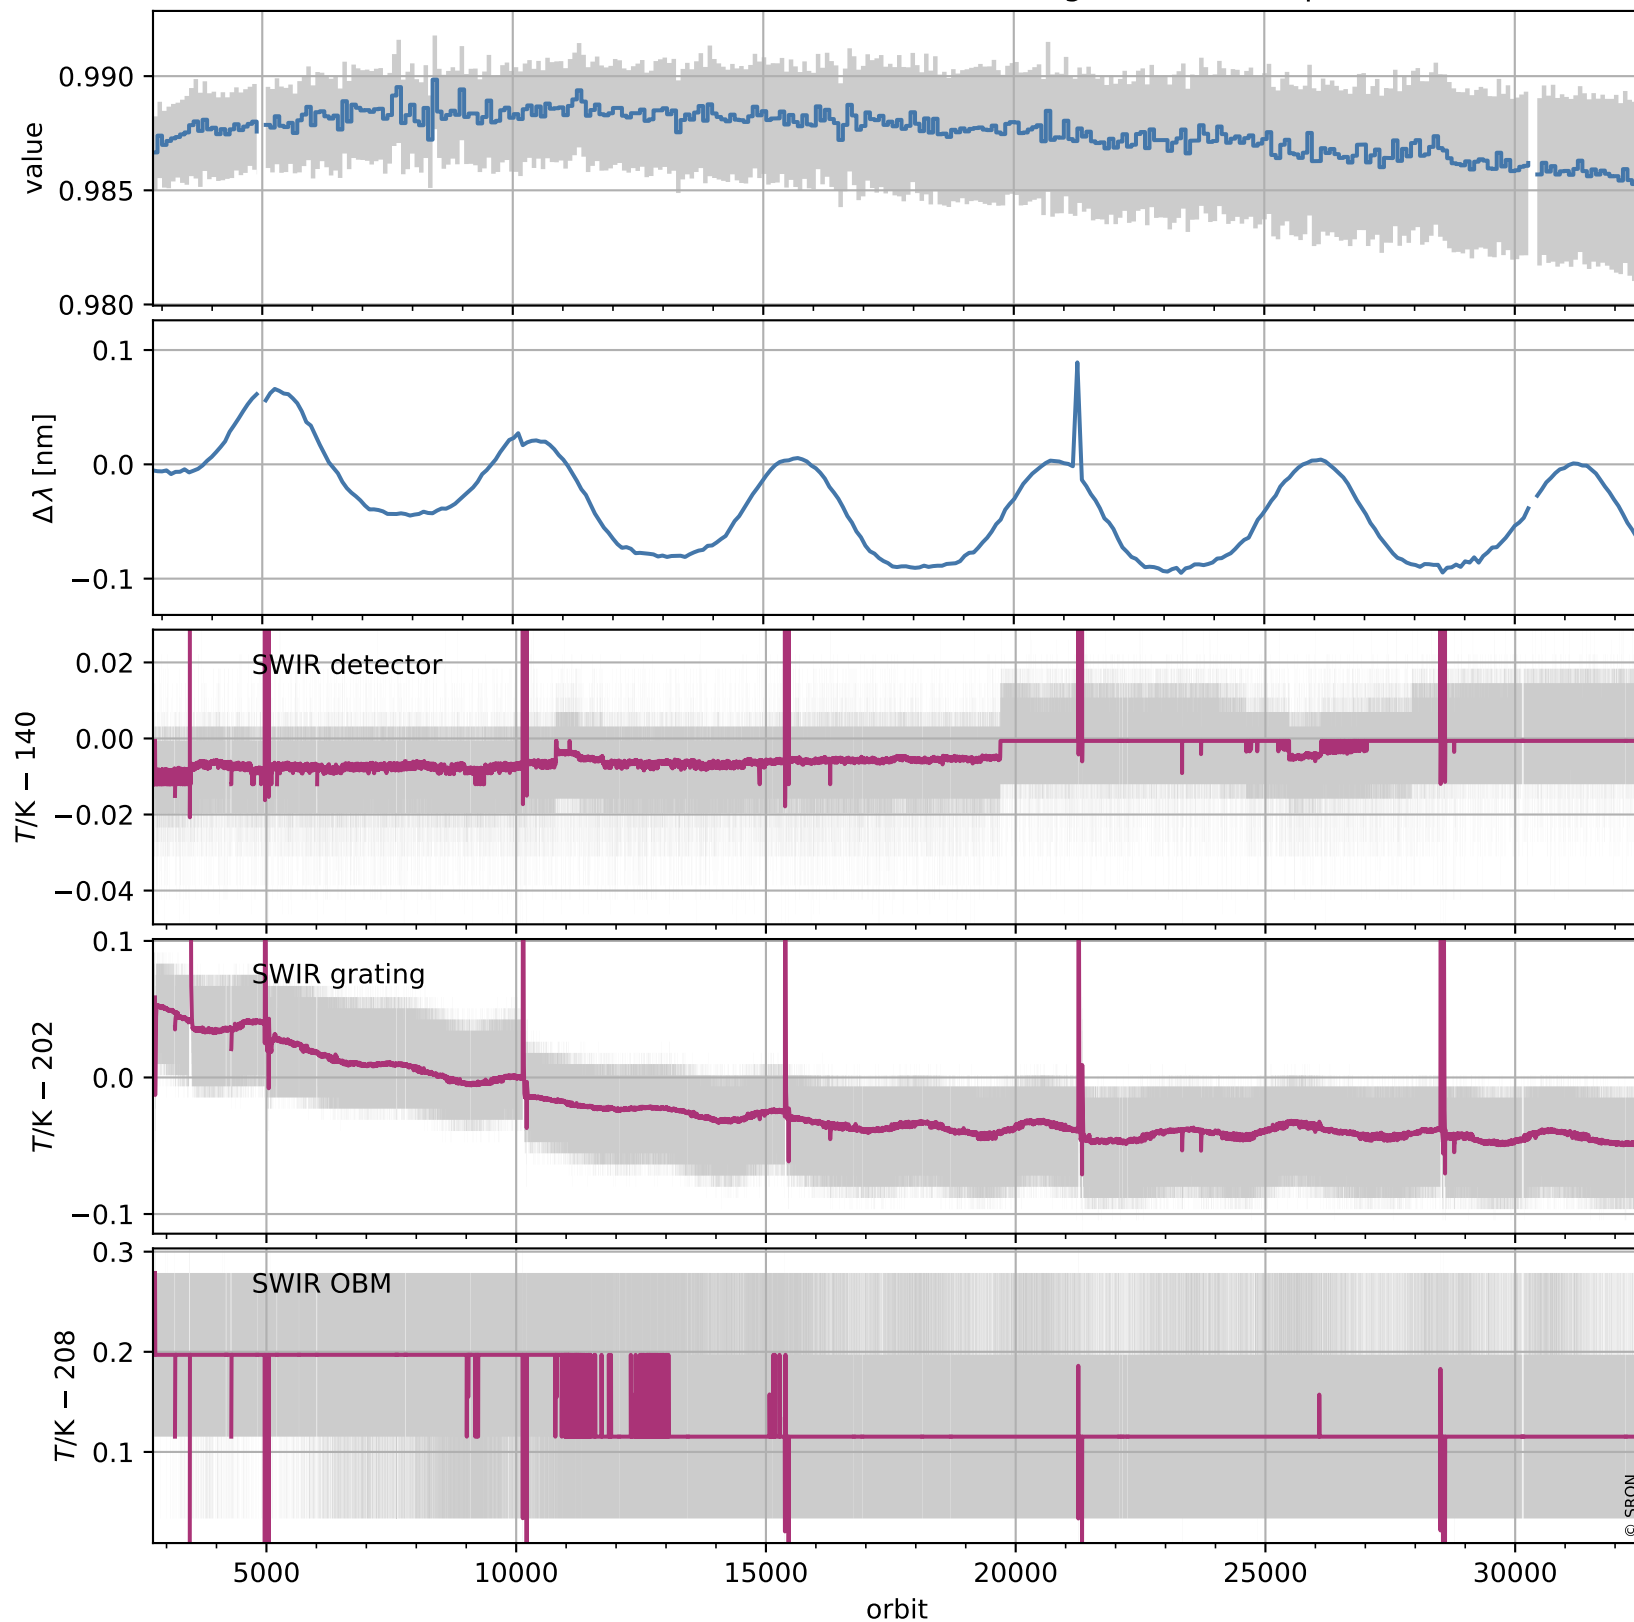 value
0.990
0.985
0.980
Δλ [nm]
0.1
0.0
−0.1
SWIR detector
T/K − 140
0.02
0.00
−0.02
−0.04
SWIR grating
T/K − 202
0.1
0.0
−0.1
SWIR OBM
T/K − 208
0.3
0.2
0.1
5000 10000 15000 20000 25000 30000
orbit
© SRON